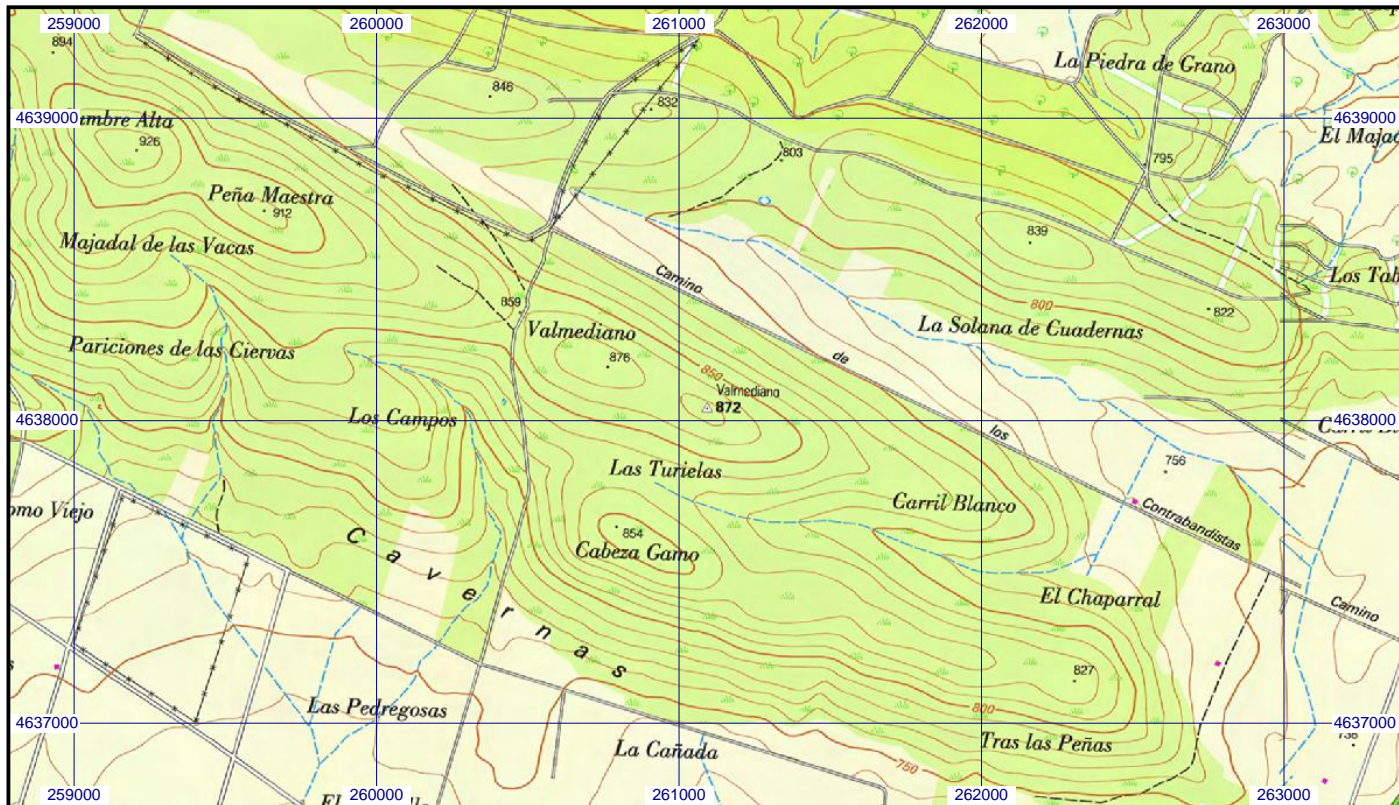 259000 260000 261000 262000 263000
894
La Piedra de Grano
846
832
4639000 4639000
umbre Alta
926
El Majad
803
795
Peña Maestra
912
839
Majadal de las Vacas
Camino
Los Tab
859
800
822
Valmediano
La Solana de Cuadernas
Pariciones de las Ciervas
876
de
850
Valmediano
872
4638000 4638000
Los Campos
los
Las Turielas
756
Carril Blanco
omo Viejo
Contrabandistas
854
Cabeza Gamo
Cavernas
El Chaparral
Camino
827
Las Pedregosas
800
4637000 4637000
738
La Cañada
Tras las Peñas
750
El
259000 260000 261000 262000 263000